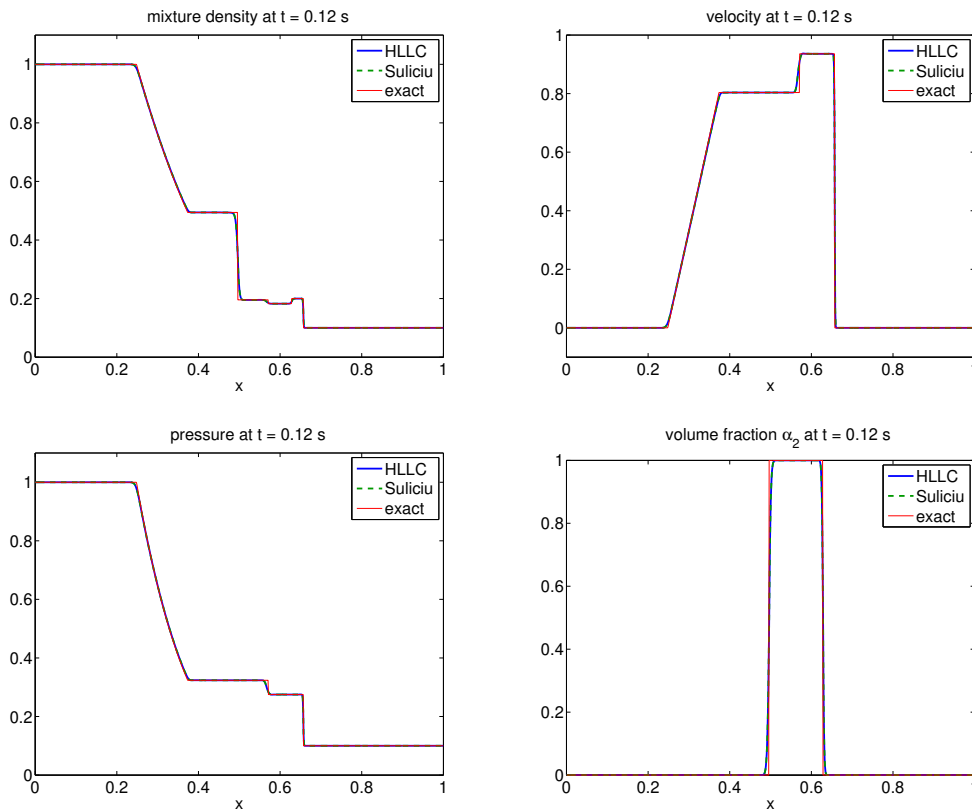 mixture density at t = 0.12 s
1
0.8
0.6
0.4
0.2
0
0 0.2 0.4 0.6 0.8 1
x
HLLC
Suliciu
exact
velocity at t = 0.12 s
1
0.8
0.6
0.4
0.2
0
0 0.2 0.4 0.6 0.8
x
HLLC
Suliciu
exact
pressure at t = 0.12 s
1
0.8
0.6
0.4
0.2
0
0 0.2 0.4 0.6 0.8 1
x
HLLC
Suliciu
exact
volume fraction α2 at t = 0.12 s
1
0.8
0.6
0.4
0.2
0
0 0.2 0.4 0.6 0.8
x
HLLC
Suliciu
exact